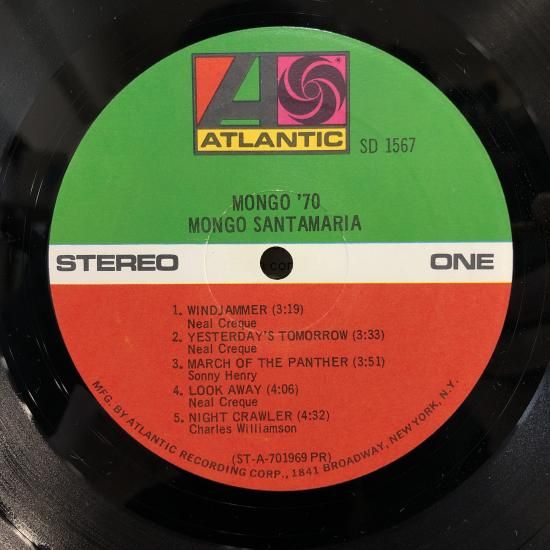 ATLANTIC
SD 1567
MONGO '70
MONGO SANTAMARIA
STEREO
ONE
1. WINDJAMMER (3:19)
Neal Creque
2. YESTERDAY'S TOMORROW (3:33)
Neal Creque
3. MARCH OF THE PANTHER (3:51)
Sonny Henry
4. LOOK AWAY (4:06)
Neal Creque
5. NIGHT CRAWLER (4:32)
Charles Williamson
(ST-A-701969 PR)
MFG. BY ATLANTIC RECORDING CORP., 1841 BROADWAY, NEW YORK, N.Y.